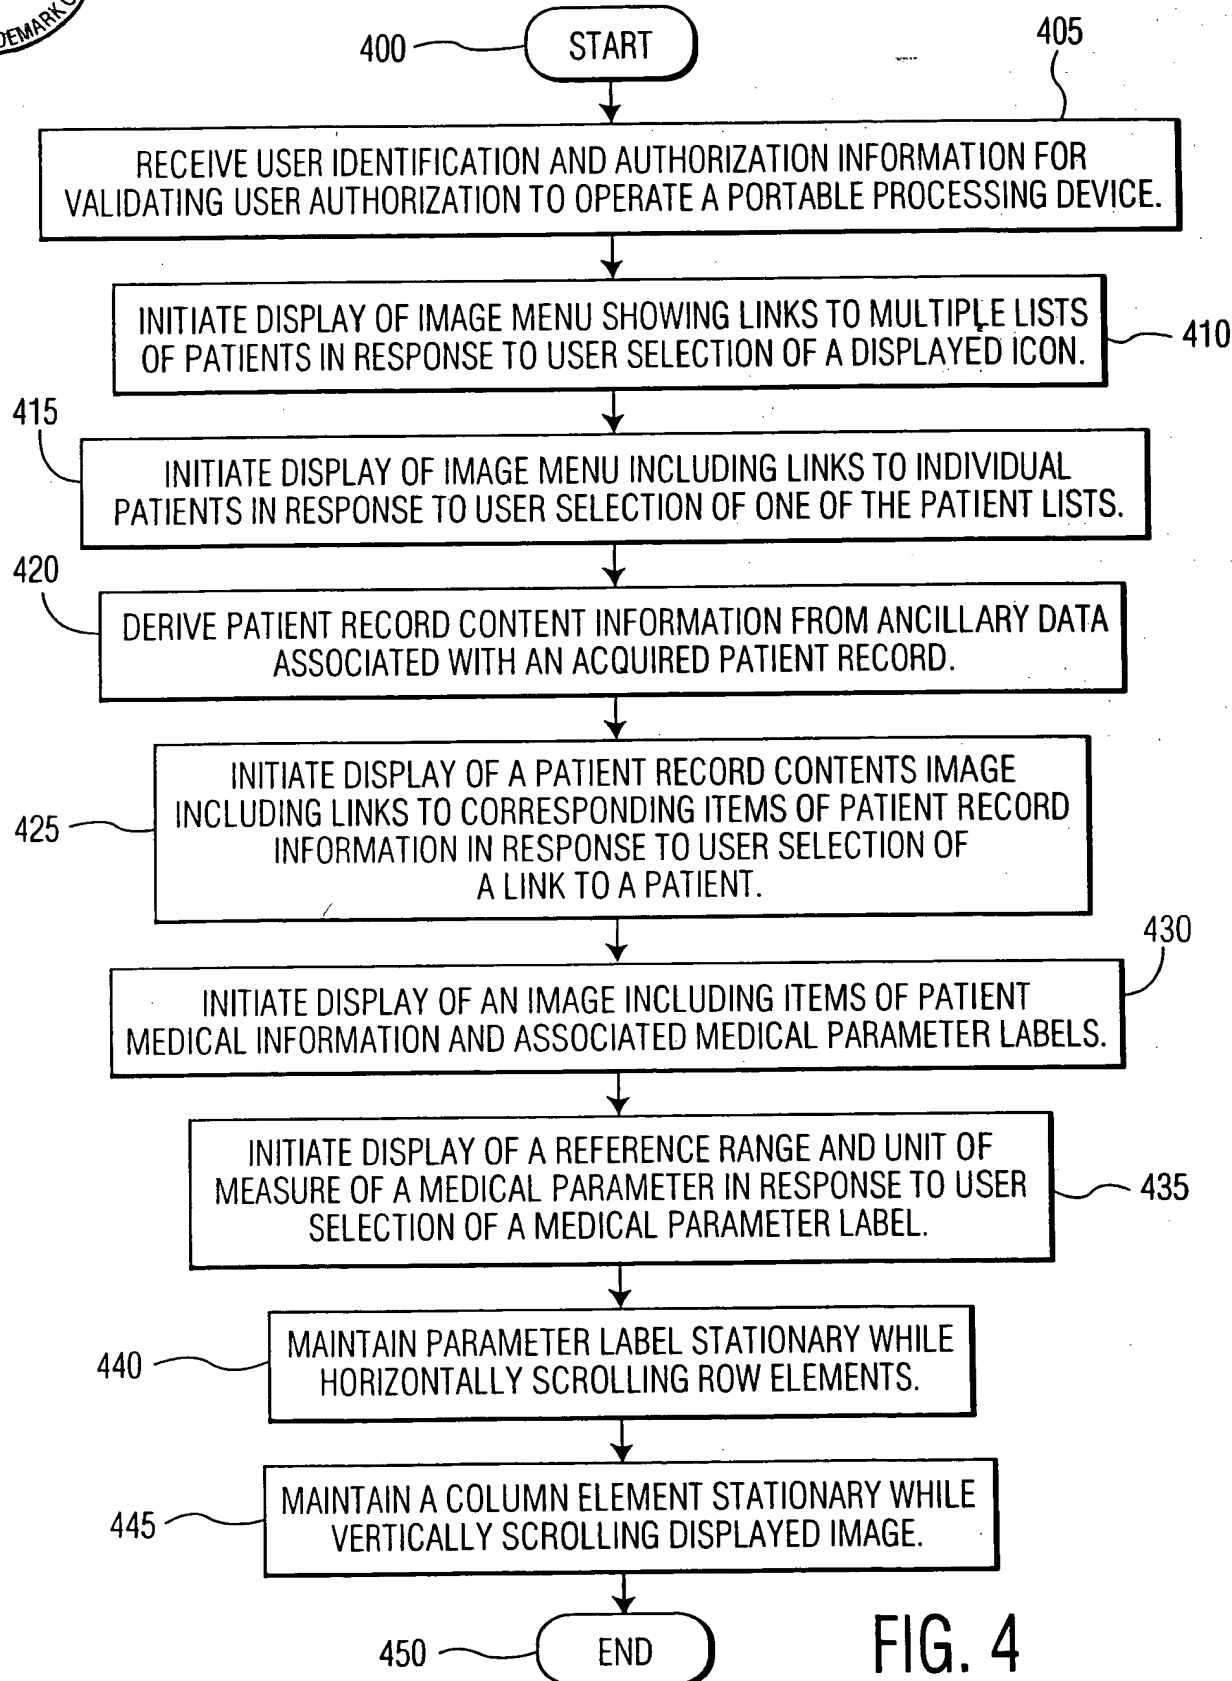 DEMARK
400
START
405
RECEIVE USER IDENTIFICATION AND AUTHORIZATION INFORMATION FOR
VALIDATING USER AUTHORIZATION TO OPERATE A PORTABLE PROCESSING DEVICE.
INITIATE DISPLAY OF IMAGE MENU SHOWING LINKS TO MULTIPLE LISTS
OF PATIENTS IN RESPONSE TO USER SELECTION OF A DISPLAYED ICON.
410
415
INITIATE DISPLAY OF IMAGE MENU INCLUDING LINKS TO INDIVIDUAL
PATIENTS IN RESPONSE TO USER SELECTION OF ONE OF THE PATIENT LISTS.
420
DERIVE PATIENT RECORD CONTENT INFORMATION FROM ANCILLARY DATA
ASSOCIATED WITH AN ACQUIRED PATIENT RECORD.
425
INITIATE DISPLAY OF A PATIENT RECORD CONTENTS IMAGE
INCLUDING LINKS TO CORRESPONDING ITEMS OF PATIENT RECORD
INFORMATION IN RESPONSE TO USER SELECTION OF
A LINK TO A PATIENT.
430
INITIATE DISPLAY OF AN IMAGE INCLUDING ITEMS OF PATIENT
MEDICAL INFORMATION AND ASSOCIATED MEDICAL PARAMETER LABELS.
INITIATE DISPLAY OF A REFERENCE RANGE AND UNIT OF
MEASURE OF A MEDICAL PARAMETER IN RESPONSE TO USER
SELECTION OF A MEDICAL PARAMETER LABEL.
435
440
MAINTAIN PARAMETER LABEL STATIONARY WHILE
HORIZONTALLY SCROLLING ROW ELEMENTS.
445
MAINTAIN A COLUMN ELEMENT STATIONARY WHILE
VERTICALLY SCROLLING DISPLAYED IMAGE.
450
END
FIG. 4